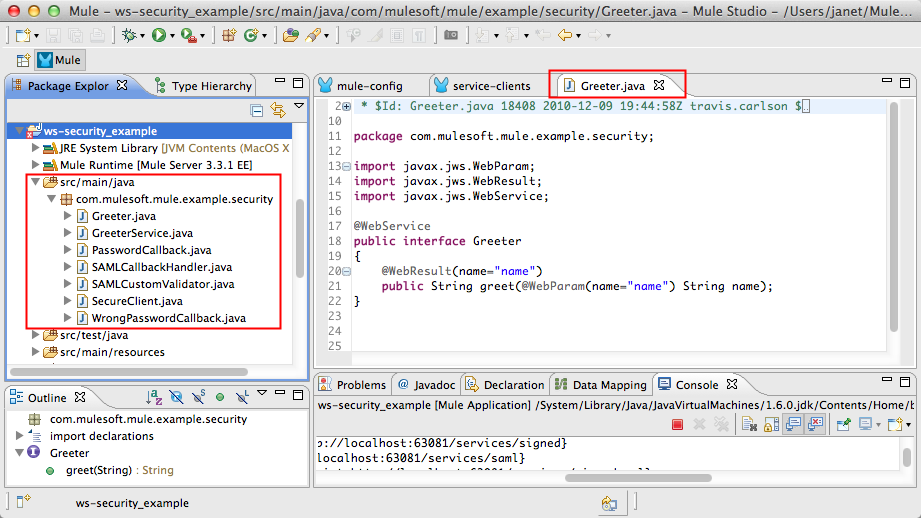 Mule - ws-security_example/src/main/java/com/mulesoft/mule/example/security/Greeter.java - Mule Studio - /Users/janet/Mule...
Mule
Package Explor
Type Hierarchy
ws-security_example
JRE System Library [JVM Contents (MacOS X
Mule Runtime [Mule Server 3.3.1 EE]
src/main/java
com.mulesoft.mule.example.security
Greeter.java
GreeterService.java
PasswordCallback.java
SAMLCallbackHandler.java
SAMLCustomValidator.java
SecureClient.java
WrongPasswordCallback.java
src/test/java
src/main/resources
mule-config
service-clients
Greeter.java
2 * $Id: Greeter.java 18408 2010-12-09 19:44:58Z travis.carlson $
10
11 package com.mulesoft.mule.example.security;
12
13 import javax.jws.WebParam;
14 import javax.jws.WebResult;
15 import javax.jws.WebService;
16
17 @WebService
18 public interface Greeter
19 {
20 @WebResult(name="name")
21 public String greet(@WebParam(name="name") String name);
22 }
23
24
25
Outline
com.mulesoft.mule.example.security
import declarations
Greeter
greet(String) : String
Problems
@ Javadoc
Declaration
Data Mapping
Console
ws-security_example [Mule Application] /System/Library/Java/JavaVirtualMachines/1.6.0.jdk/Contents/Home/b
o://localhost:63081/services/signed}
localhost:63081/services/saml}
ws-security_example